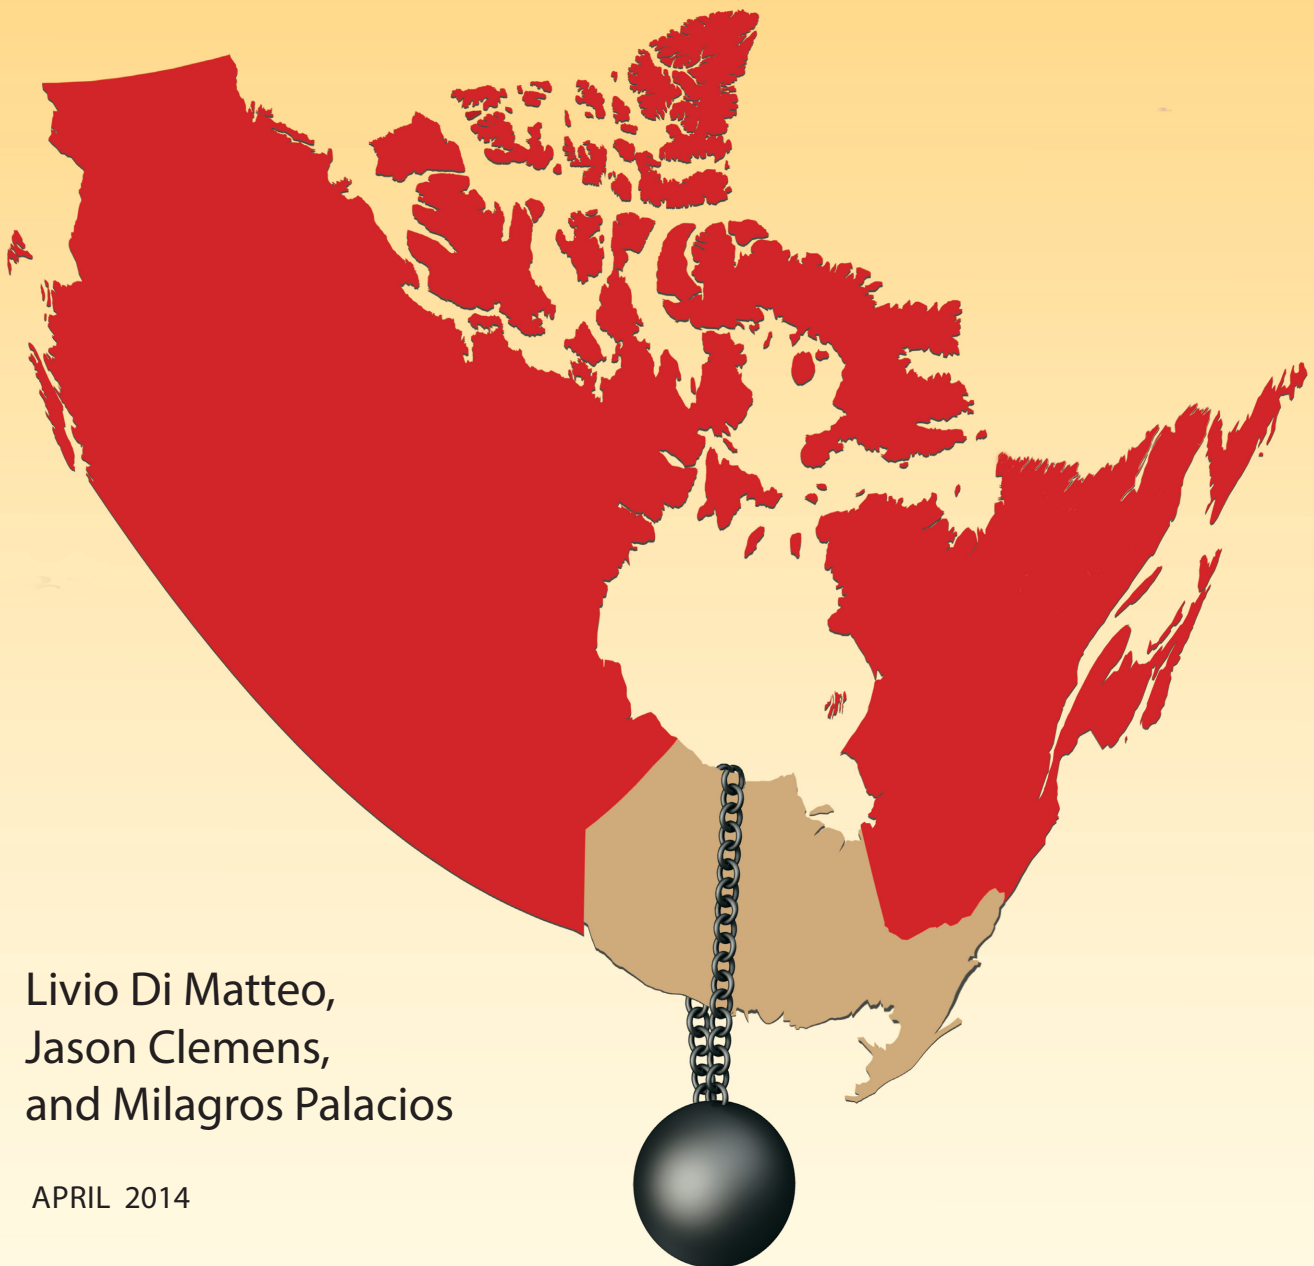 Livio Di Matteo,
Jason Clemens,
and Milagros Palacios
APRIL 2014